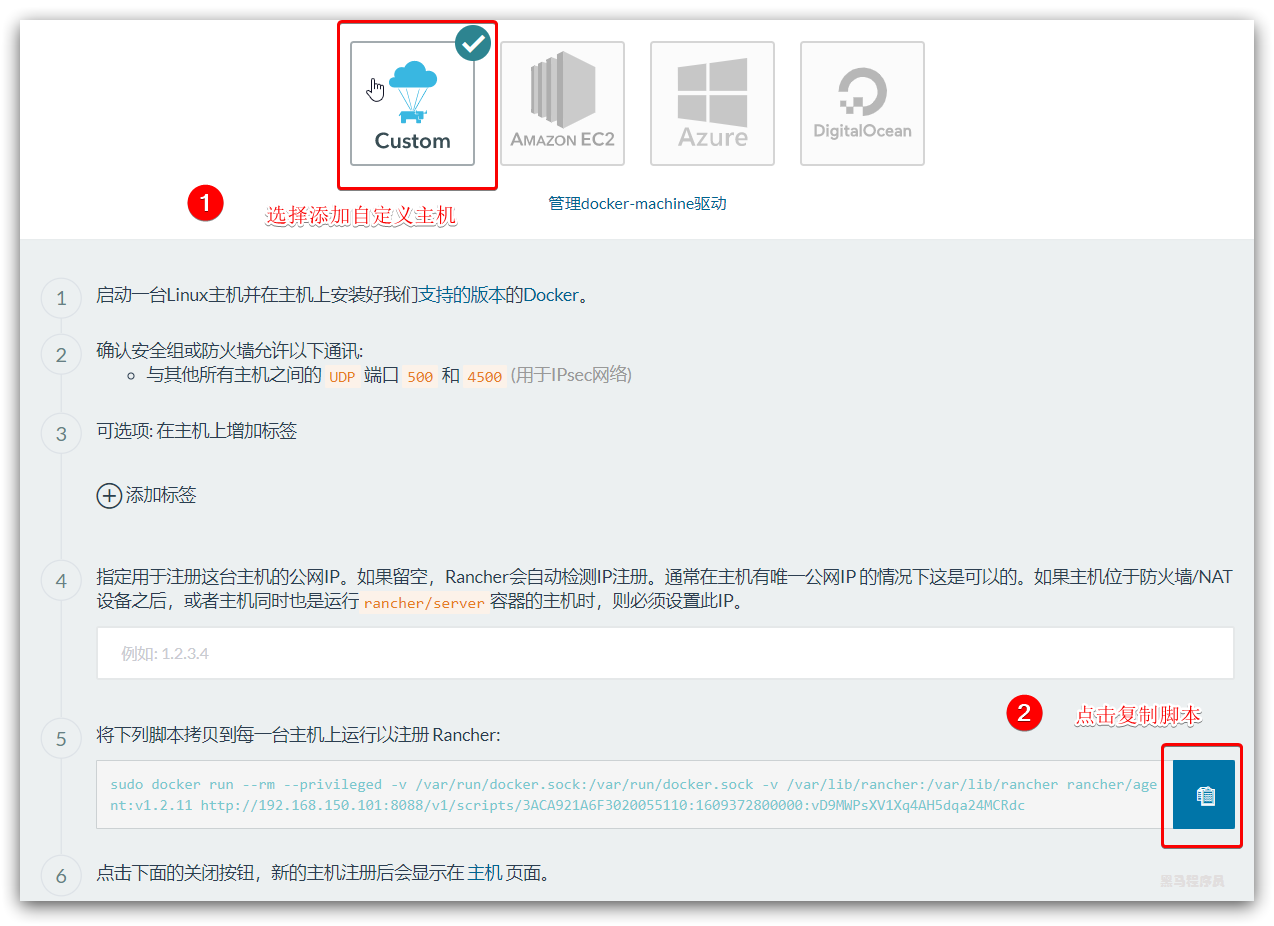 Custom
AMAZON EC2
Azure
DigitalOcean
1
选择添加自定义主机
管理docker-machine驱动
1
启动一台Linux主机并在主机上安装好我们支持的版本的Docker。
2
确认安全组或防火墙允许以下通讯:
与其他所有主机之间的 UDP 端口 500 和 4500 (用于IPsec网络)
3
可选项: 在主机上增加标签
添加标签
4
指定用于注册这台主机的公网IP。如果留空，Rancher会自动检测IP注册。通常在主机有唯一公网IP 的情况下这是可以的。如果主机位于防火墙/NAT
设备之后，或者主机同时也是运行 rancher/server 容器的主机时，则必须设置此IP。
例如: 1.2.3.4
2
点击复制脚本
5
将下列脚本拷贝到每一台主机上运行以注册 Rancher:
sudo docker run --rm --privileged -v /var/run/docker.sock:/var/run/docker.sock -v /var/lib/rancher:/var/lib/rancher rancher/age
nt:v1.2.11 http://192.168.150.101:8088/v1/scripts/3ACA921A6F3020055110:1609372800000:vD9MWPsXV1Xq4AH5dqa24MCRdc
6
点击下面的关闭按钮，新的主机注册后会显示在 主机 页面。
黑马程序员